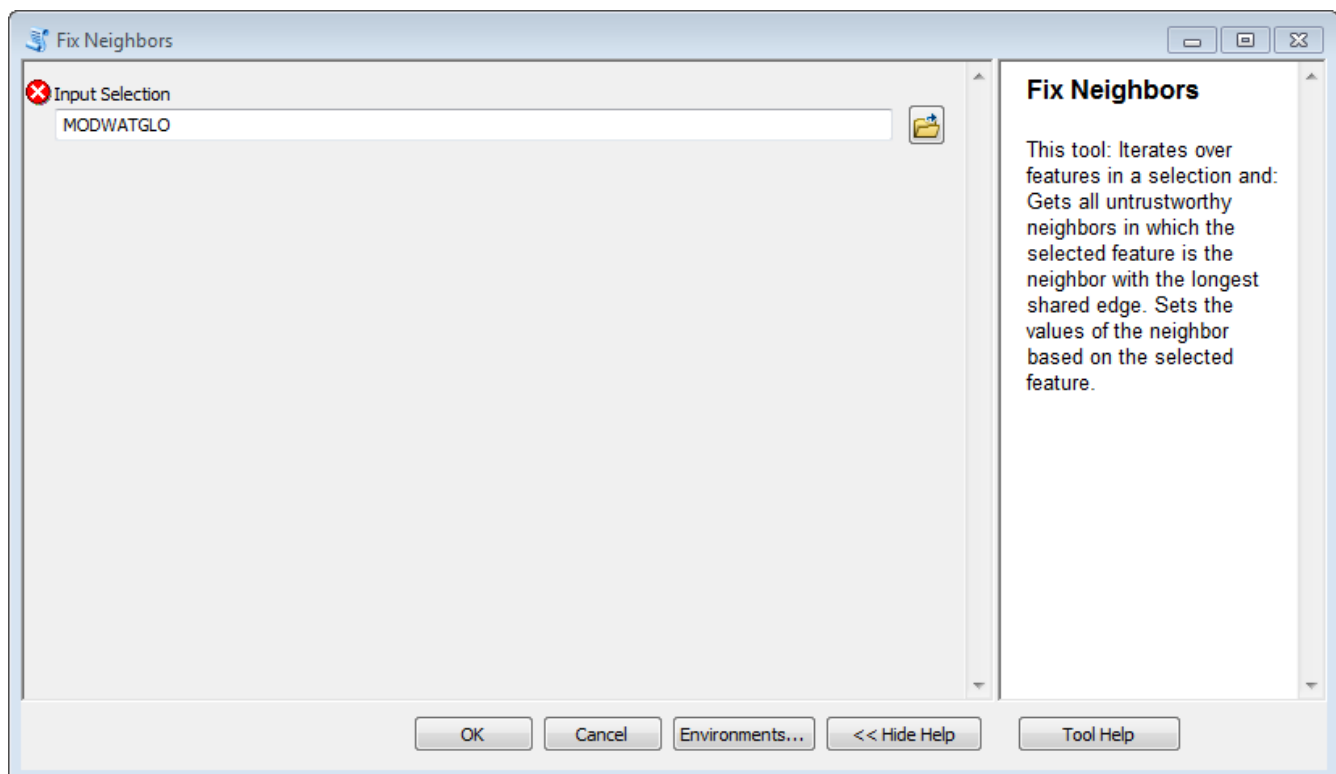 Fix Neighbors
Input Selection
MODWATGLO
Fix Neighbors
This tool: Iterates over
features in a selection and:
Gets all untrustworthy
neighbors in which the
selected feature is the
neighbor with the longest
shared edge. Sets the
values of the neighbor
based on the selected
feature.
OK Cancel Environments... << Hide Help Tool Help